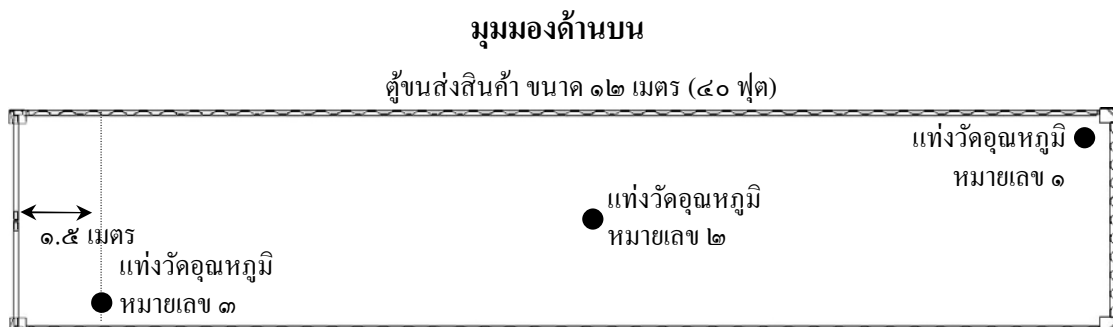 มุมมองด้านบน
ตู้ขนส่งสินค้า ขนาด ๑๒ เมตร (๔๐ ฟุต)
แท่งวัดอุณหภูมิ
หมายเลข ๑
แท่งวัดอุณหภูมิ
หมายเลข ๒
๑.๕ เมตร
แท่งวัดอุณหภูมิ
หมายเลข ๓